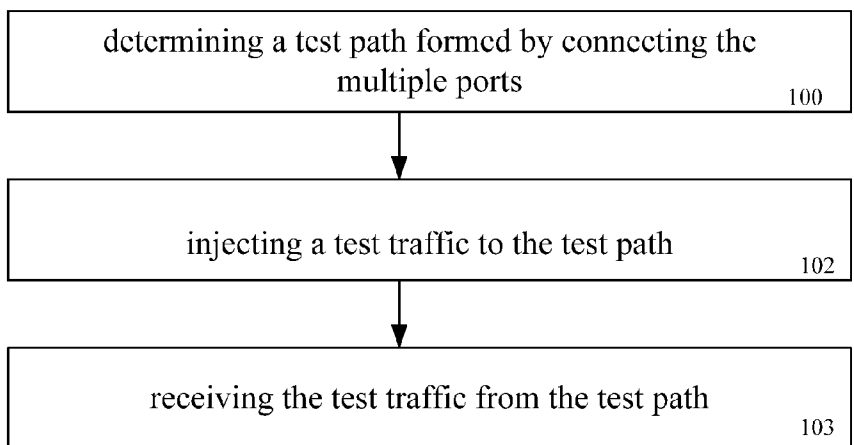 determining a test path formed by connecting the
multiple ports
100
injecting a test traffic to the test path
102
receiving the test traffic from the test path
103